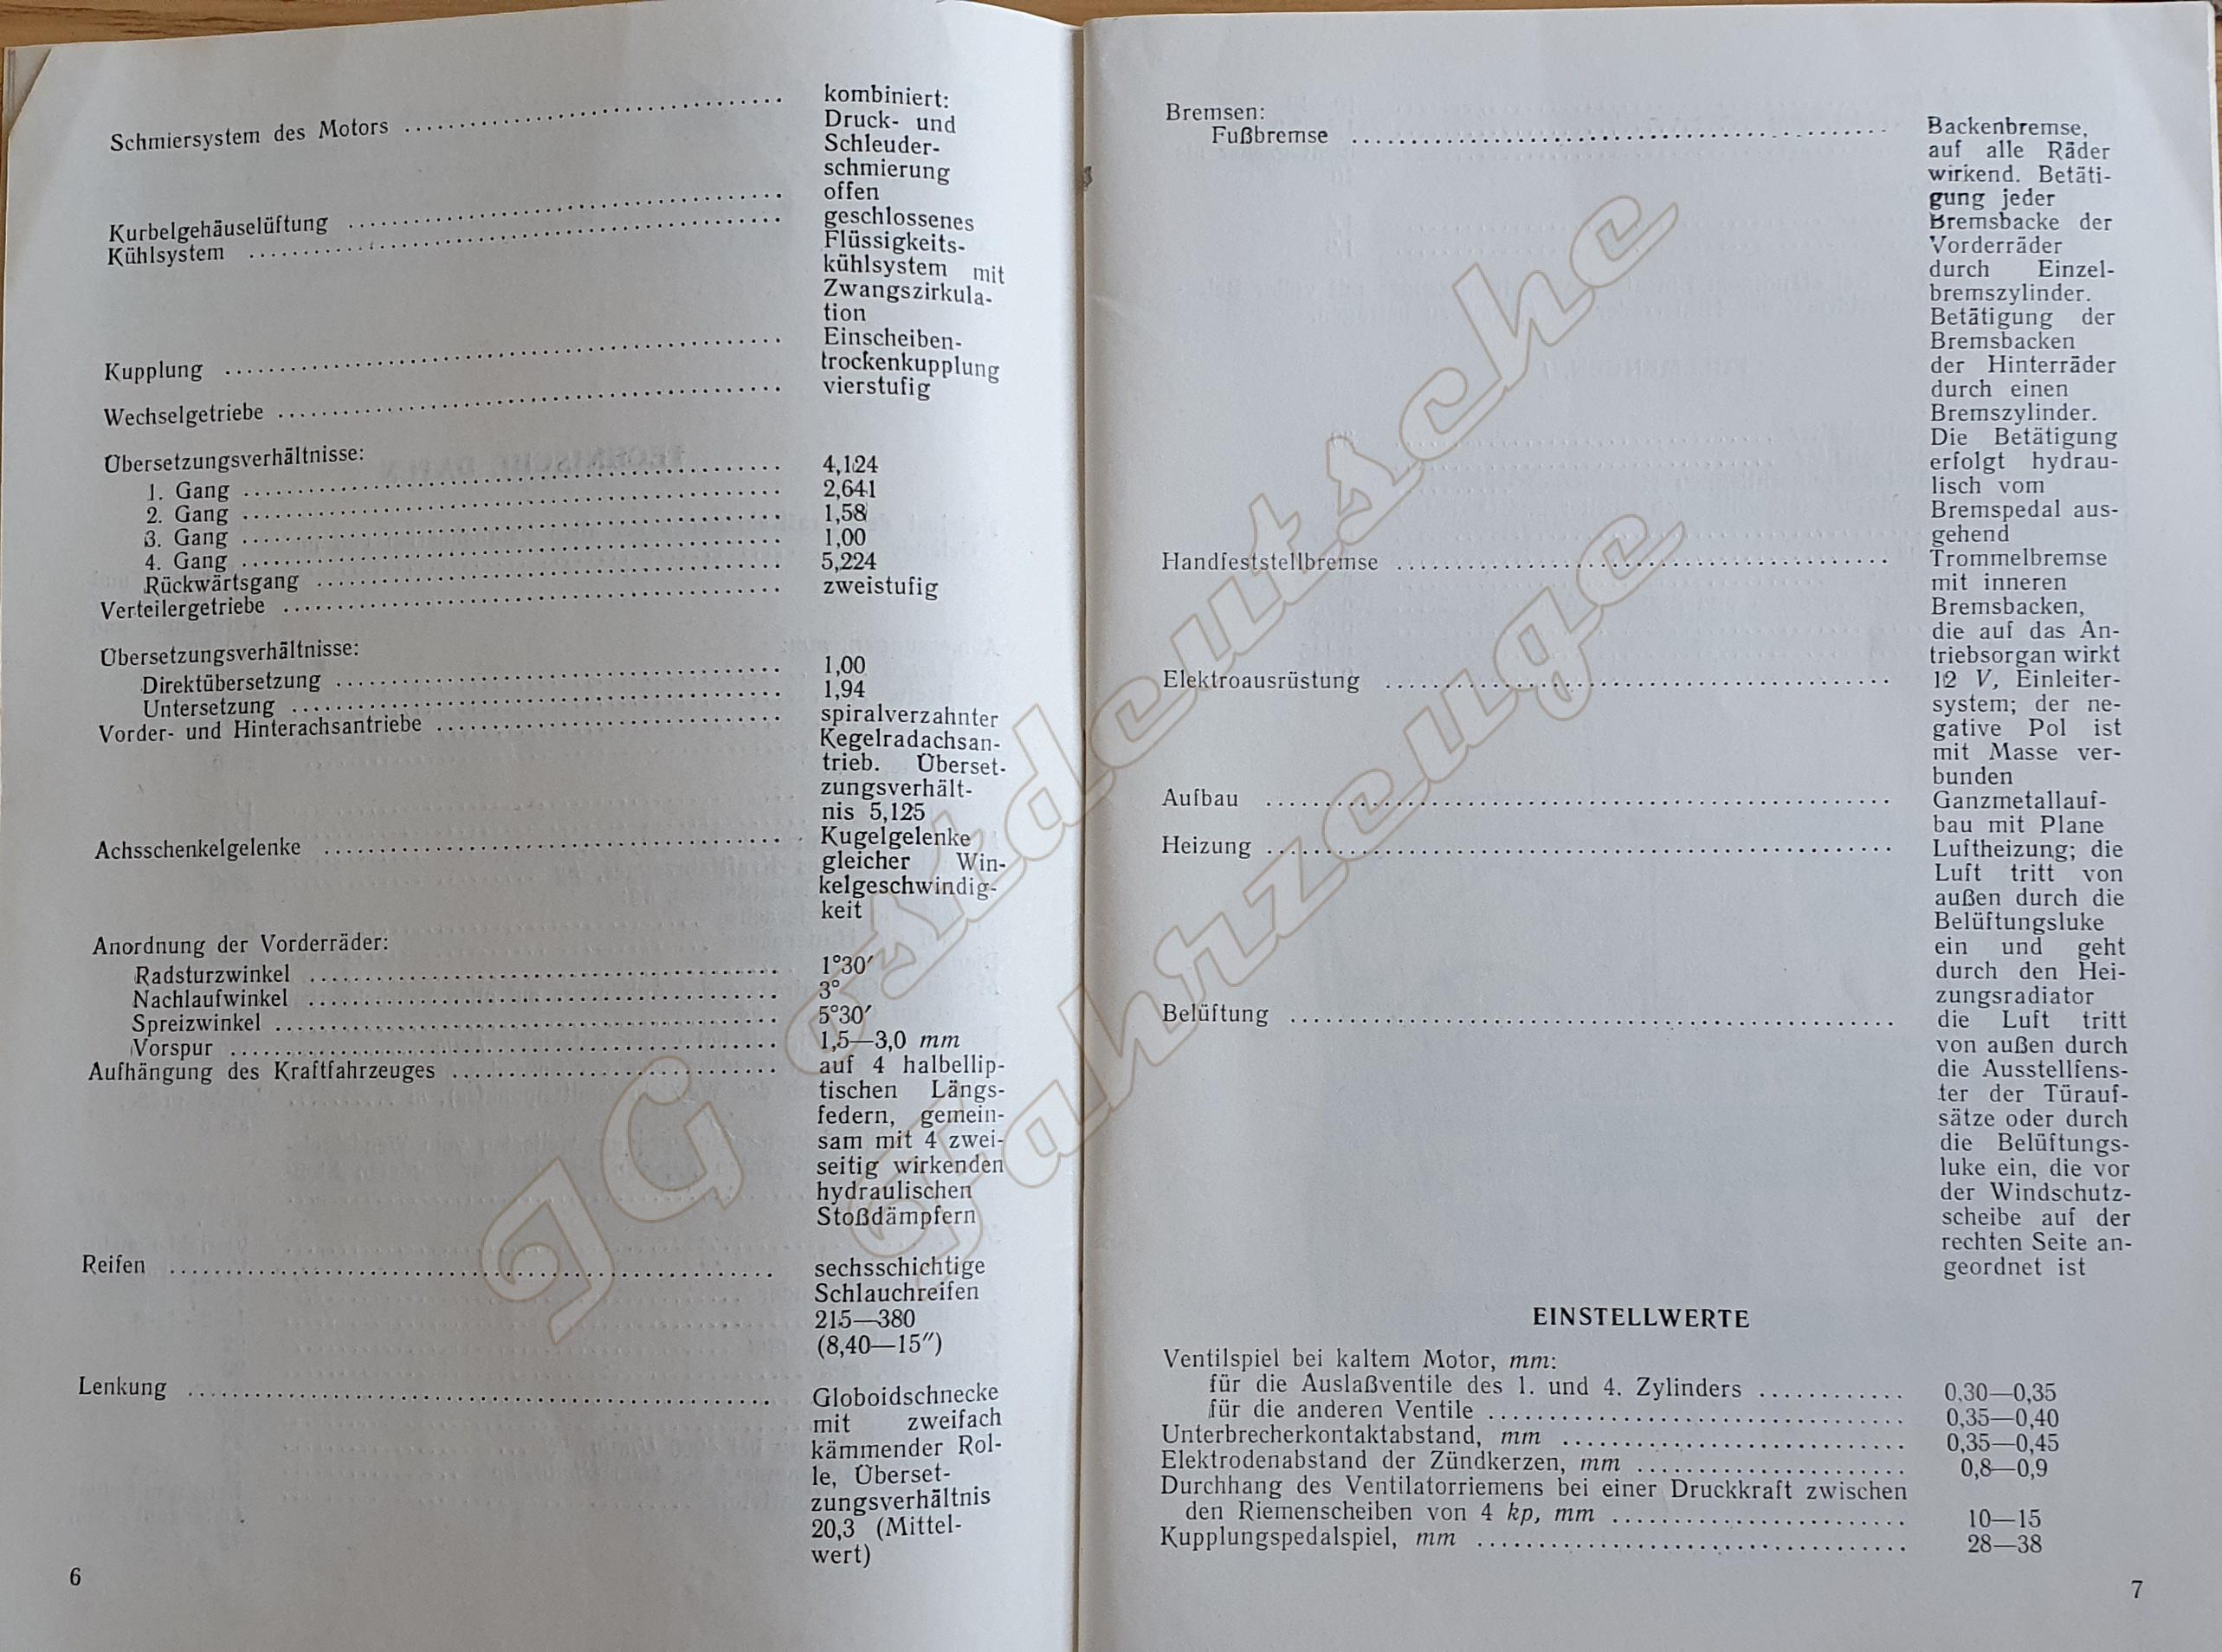 Schmiersystem des Motors ........ kombiniert:
Druck- und
Schleuder-
schmierung
Kurbelgehäuselüftung ........ offen
Kühlsystem ........ geschlossenes
Flüssigkeits-
kühlsystem mit
Zwangszirkula-
tion
Kupplung ........ Einscheiben-
trockenkupplung
Wechselgetriebe ........ vierstufig
Übersetzungsverhältnisse:
1. Gang ........ 4,124
2. Gang ........ 2,641
3. Gang ........ 1,58
4. Gang ........ 1,00
Rückwärtsgang ........ 5,224
Verteilergetriebe ........ zweistufig
Übersetzungsverhältnisse:
Direktübersetzung ........ 1,00
Untersetzung ........ 1,94
Vorder- und Hinterachsantriebe ........ spiralverzahnter
Kegelradachsan-
trieb. Überset-
zungsverhält-
nis 5,125
Achsschenkelgelenke ........ Kugelgelenke
gleicher Win-
kelgeschwindig-
keit
Anordnung der Vorderräder:
Radsturzwinkel ........ 1°30′
Nachlaufwinkel ........ 3°
Spreizwinkel ........ 5°30′
Vorspur ........ 1,5—3,0 mm
Aufhängung des Kraftfahrzeuges ........ auf 4 halbellip-
tischen Längs-
federn, gemein-
sam mit 4 zwei-
seitig wirkenden
hydraulischen
Stoßdämpfern
Reifen ........ sechsschichtige
Schlauchreifen
215—380
(8,40—15″)
Lenkung ........ Globoidschnecke
mit zweifach
kämmender Rol-
le, Überset-
zungsverhältnis
20,3 (Mittel-
wert)
6
Bremsen:
Fußbremse ........ Backenbremse,
auf alle Räder
wirkend. Betäti-
gung jeder
Bremsbacke der
Vorderräder
durch Einzel-
bremszylinder.
Betätigung der
Bremsbacken
der Hinterräder
durch einen
Bremszylinder.
Die Betätigung
erfolgt hydrau-
lisch vom
Bremspedal aus-
gehend
Handfeststellbremse ........ Trommelbremse
mit inneren
Bremsbacken,
die auf das An-
triebsorgan wirkt
Elektroausrüstung ........ 12 V, Einleiter-
system; der ne-
gative Pol ist
mit Masse ver-
bunden
Aufbau ........ Ganzmetallauf-
bau mit Plane
Heizung ........ Luftheizung; die
Luft tritt von
außen durch die
Belüftungsluke
ein und geht
durch den Hei-
zungsradiator
Belüftung ........ die Luft tritt
von außen durch
die Ausstellfens-
ter der Türauf-
sätze oder durch
die Belüftungs-
luke ein, die vor
der Windschutz-
scheibe auf der
rechten Seite an-
geordnet ist
EINSTELLWERTE
Ventilspiel bei kaltem Motor, mm:
für die Auslaßventile des 1. und 4. Zylinders ........ 0,30—0,35
für die anderen Ventile ........ 0,35—0,40
Unterbrecherkontaktabstand, mm ........ 0,35—0,45
Elektrodenabstand der Zündkerzen, mm ........ 0,8—0,9
Durchhang des Ventilatorriemens bei einer Druckkraft zwischen
den Riemenscheiben von 4 kp, mm ........ 10—15
Kupplungspedalspiel, mm ........ 28—38
7
IG Ostdeutsche
Fahrzeuge